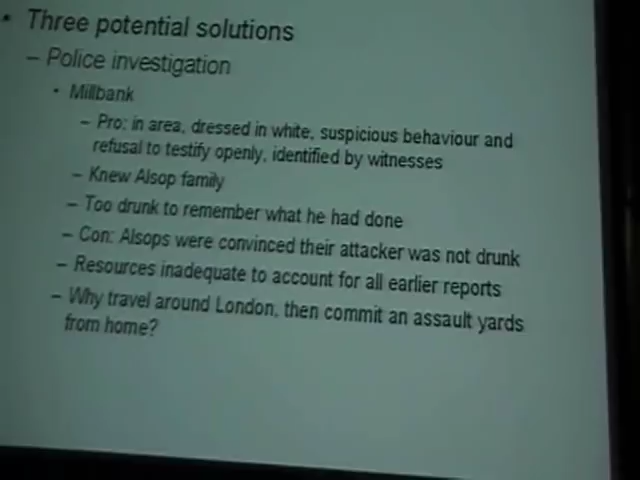 • Three potential solutions
– Police investigation
• Millbank
– Pro: in area, dressed in white, suspicious behaviour and
refusal to testify openly, identified by witnesses
– Knew Alsop family
– Too drunk to remember what he had done
– Con: Alsops were convinced their attacker was not drunk
– Resources inadequate to account for all earlier reports
– Why travel around London, then commit an assault yards
from home?